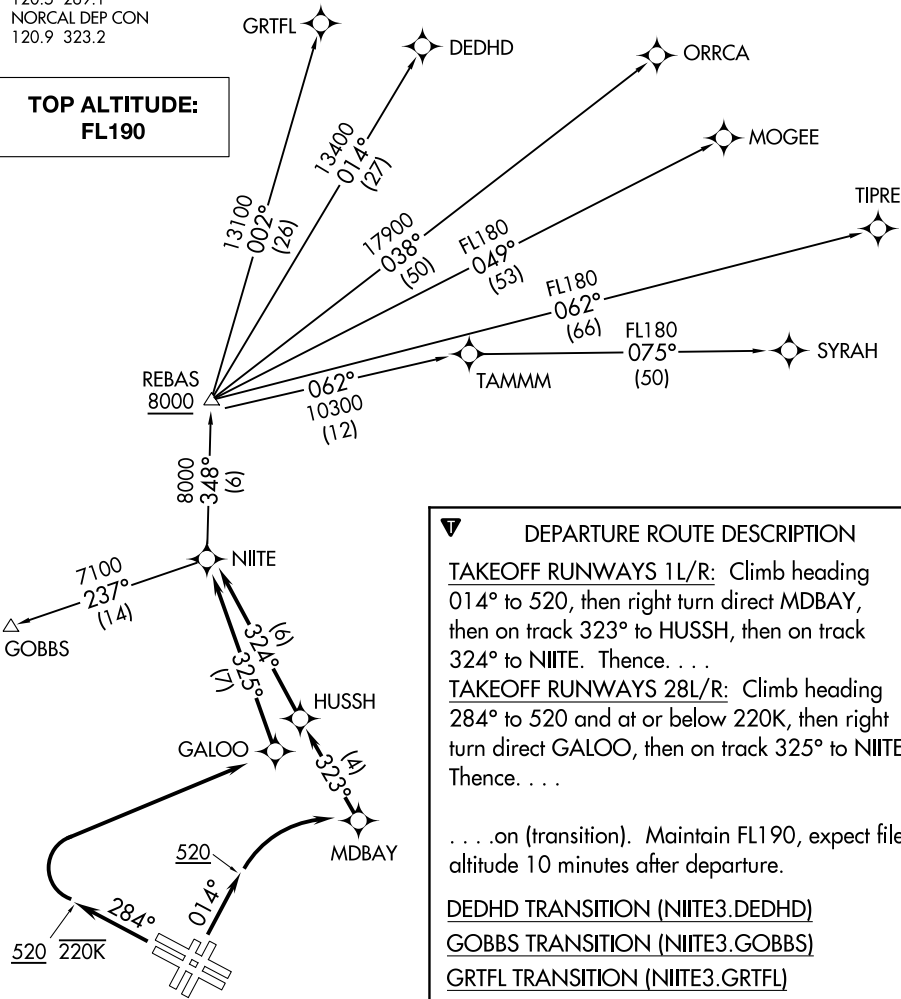 NORCAL DEP CON
120.9 323.2
TOP ALTITUDE:
FL190
GRTFL
DEDHD
ORRCA
MOGEE
TIPRE
13100
002°
(26)
13400
014°
(27)
17900
038°
(50)
FL180
049°
(53)
FL180
062°
(66)
FL180
075°
(50)
SYRAH
TAMMM
062°
10300
(12)
REBAS
8000
8000
348°
(6)
NIITE
7100
237°
(14)
GOBBS
(6)
324°
325°
(7)
HUSSH
GALOO
(4)
323°
MDBAY
520
014°
284°
520 220K
T
DEPARTURE ROUTE DESCRIPTION
TAKEOFF RUNWAYS 1L/R: Climb heading
014° to 520, then right turn direct MDBAY,
then on track 323° to HUSSH, then on track
324° to NIITE. Thence. . . .
TAKEOFF RUNWAYS 28L/R: Climb heading
284° to 520 and at or below 220K, then right
turn direct GALOO, then on track 325° to NIITE
Thence. . . .
. . . .on (transition). Maintain FL190, expect file
altitude 10 minutes after departure.
DEDHD TRANSITION (NIITE3.DEDHD)
GOBBS TRANSITION (NIITE3.GOBBS)
GRTFL TRANSITION (NIITE3.GRTFL)